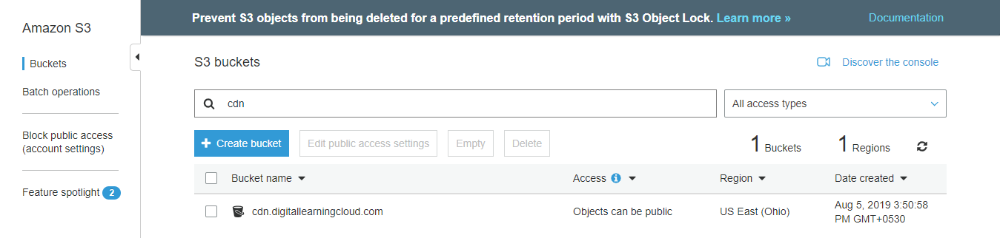 Amazon S3
Buckets
Batch operations
Block public access
(account settings)
Feature spotlight 2
Prevent S3 objects from being deleted for a predefined retention period with S3 Object Lock. Learn more »
Documentation
S3 buckets
Discover the console
cdn
All access types
Create bucket
Edit public access settings
Empty
Delete
1 Buckets
1 Regions
Bucket name
Access
Region
Date created
cdn.digitallearningcloud.com
Objects can be public
US East (Ohio)
Aug 5, 2019 3:50:58
PM GMT+0530